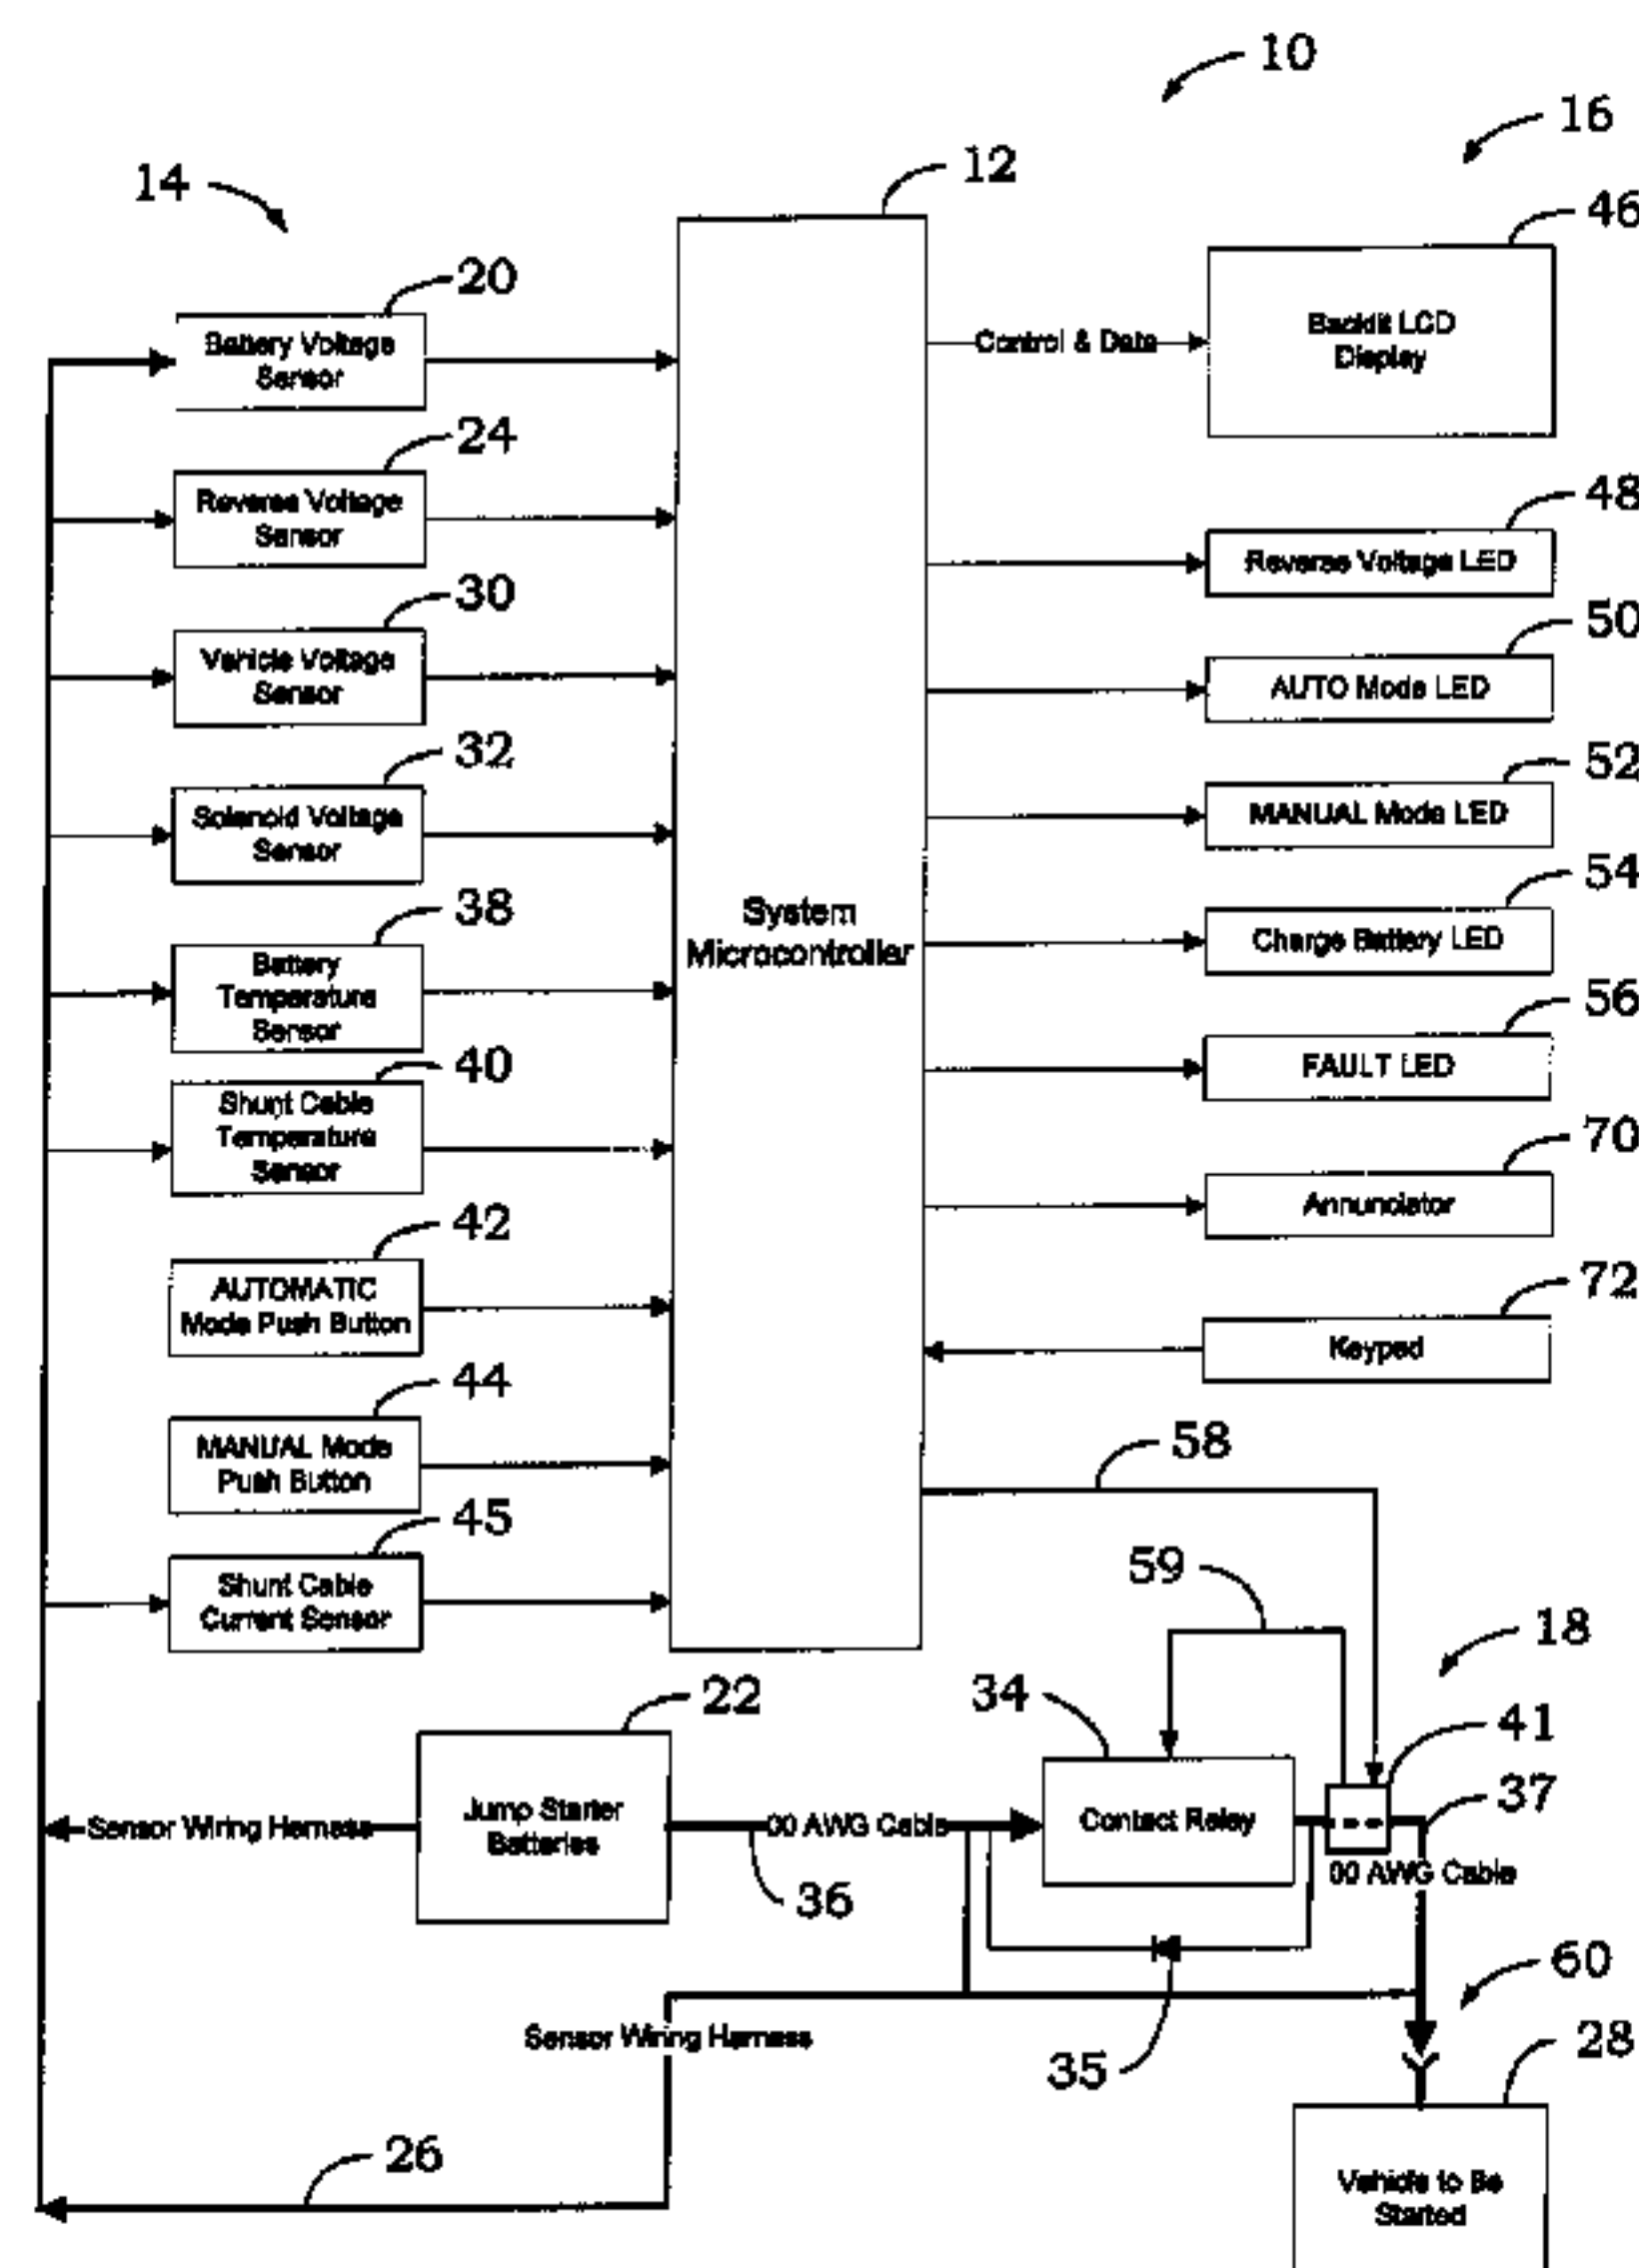 10
16
12
14
46
20
Battery Voltage
Sensor
Control & Data
Backlit LCD
Display
24
Reverse Voltage
Sensor
48
Reverse Voltage LED
30
Vehicle Voltage
Sensor
50
AUTO Mode LED
32
Solenoid Voltage
Sensor
52
MANUAL Mode LED
38
Battery
Temperature
Sensor
System
Microcontroller
54
Charge Battery LED
56
FAULT LED
40
Shunt Cable
Temperature
Sensor
70
Annunciator
42
AUTOMATIC
Mode Push Button
72
Keypad
44
MANUAL Mode
Push Button
58
45
Shunt Cable
Current Sensor
59
18
22
34
41
37
Sensor Wiring Harness
Jump Starter
Batteries
00 AWG Cable
36
Contact Relay
00 AWG Cable
60
Sensor Wiring Harness
35
28
26
Vehicle to Be
Started